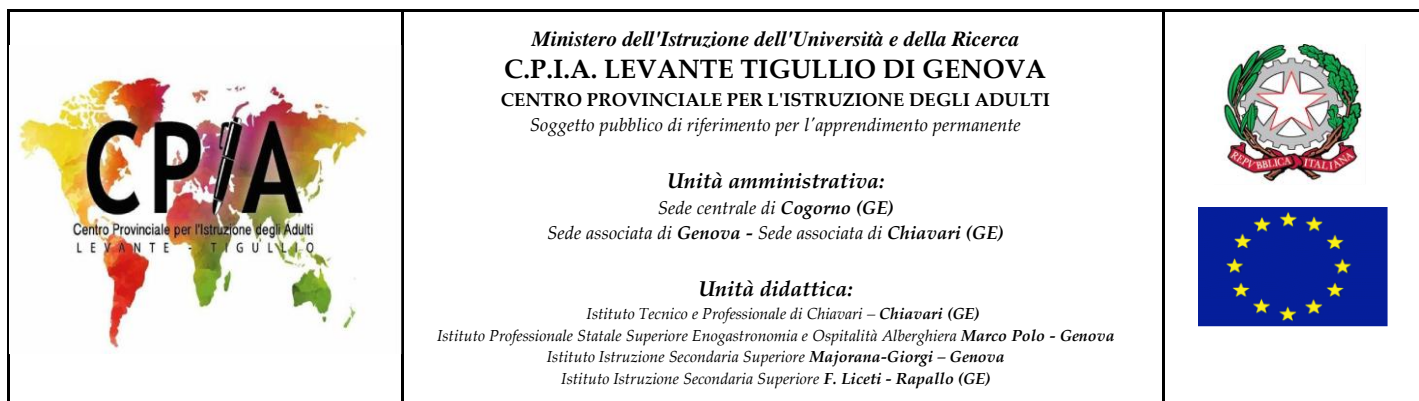 CPIA
Centro Provinciale per l'Istruzione degli Adulti
LEVANTE - TIGULLIO
Ministero dell'Istruzione dell'Università e della Ricerca
C.P.I.A. LEVANTE TIGULLIO DI GENOVA
CENTRO PROVINCIALE PER L'ISTRUZIONE DEGLI ADULTI
Soggetto pubblico di riferimento per l'apprendimento permanente
Unità amministrativa:
Sede centrale di Cogorno (GE)
Sede associata di Genova - Sede associata di Chiavari (GE)
Unità didattica:
Istituto Tecnico e Professionale di Chiavari – Chiavari (GE)
Istituto Professionale Statale Superiore Enogastronomia e Ospitalità Alberghiera Marco Polo - Genova
Istituto Istruzione Secondaria Superiore Majorana-Giorgi – Genova
Istituto Istruzione Secondaria Superiore F. Liceti - Rapallo (GE)
REPVBBLICA ITALIANA